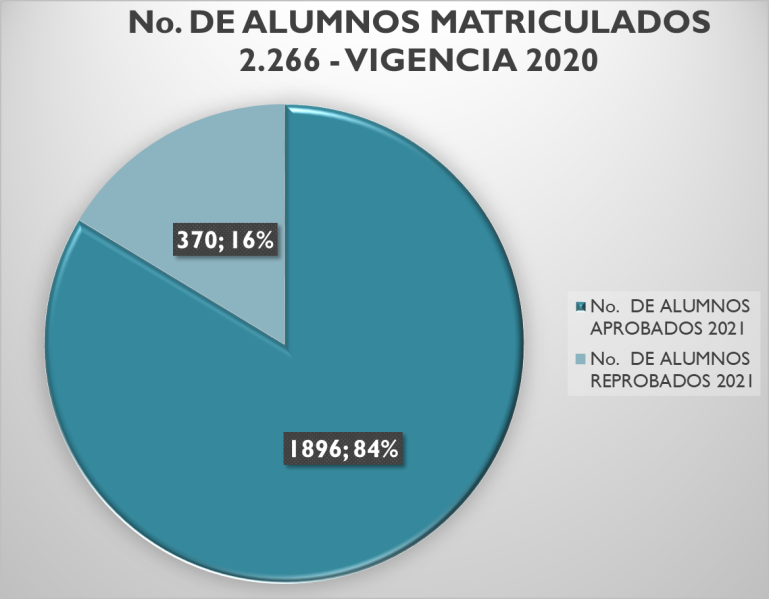 No. DE ALUMNOS MATRICULADOS
2.266 - VIGENCIA 2020
370; 16%
1896; 84%
No. DE ALUMNOS
APROBADOS 2021
No. DE ALUMNOS
REPROBADOS 2021